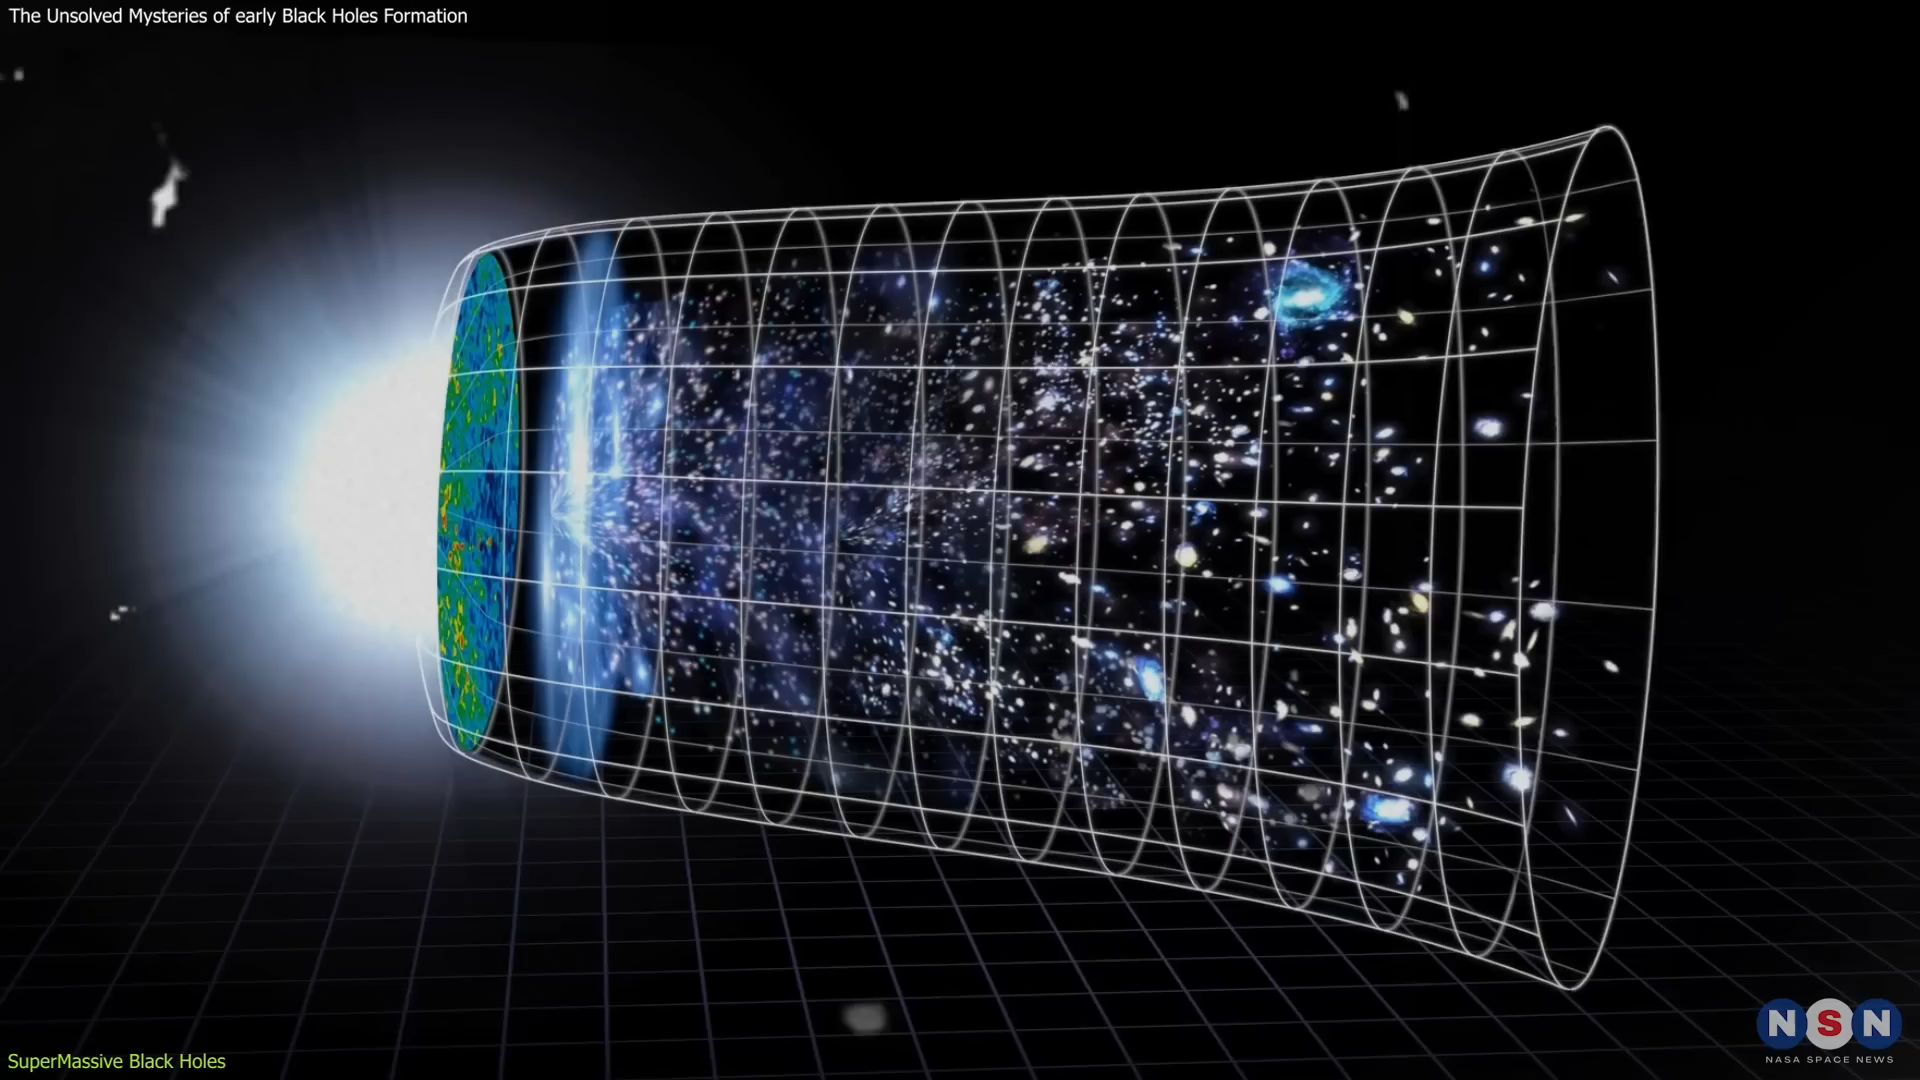 The Unsolved Mysteries of early Black Holes Formation
SuperMassive Black Holes
NSN
NASA SPACE NEWS